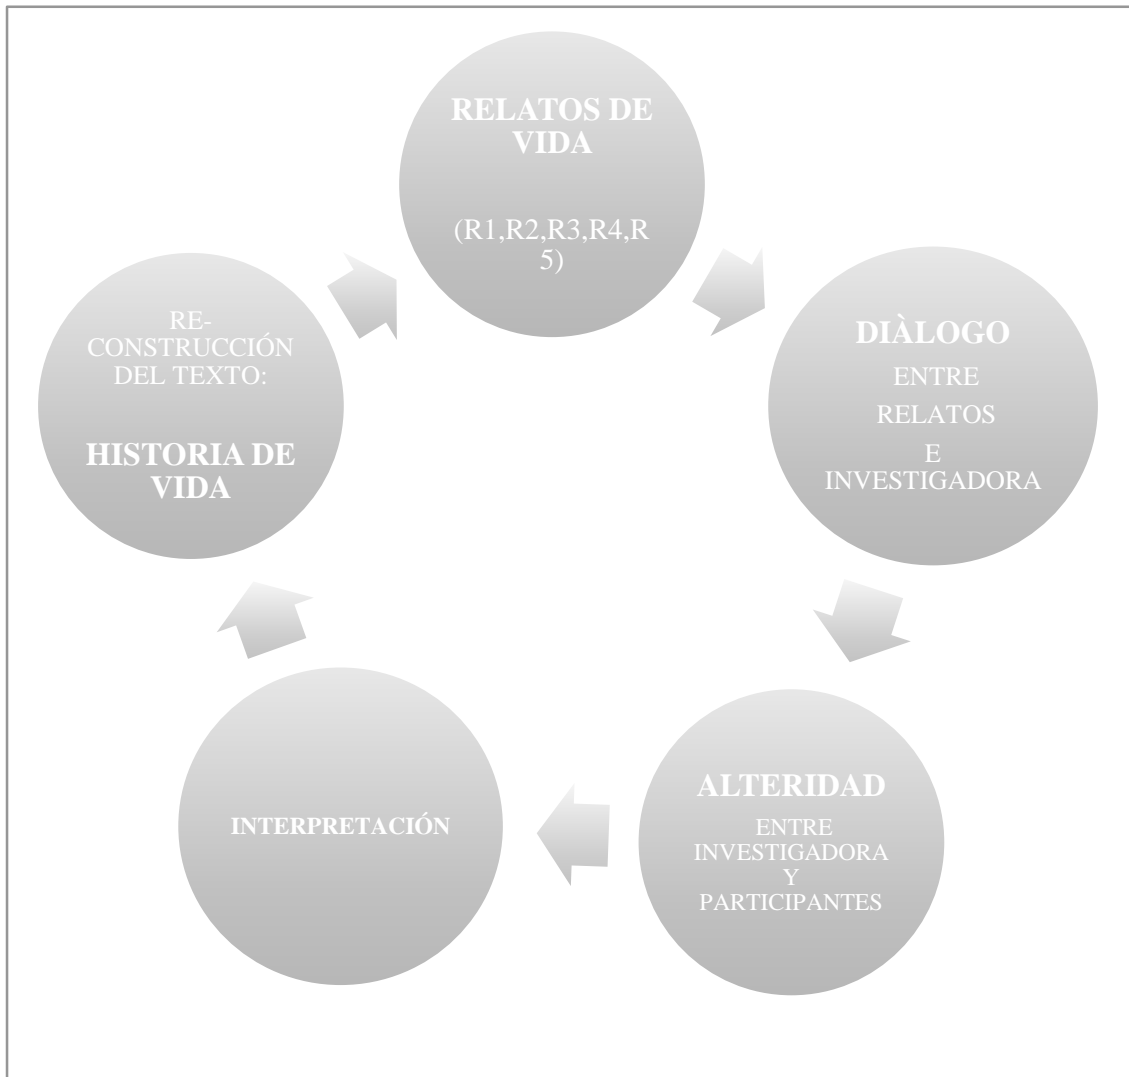 RELATOS DE
VIDA
(R1,R2,R3,R4,R
5)
DIÀLOGO
ENTRE
RELATOS
E
INVESTIGADORA
ALTERIDAD
ENTRE
INVESTIGADORA
Y
PARTICIPANTES
INTERPRETACIÓN
RE-
CONSTRUCCIÓN
DEL TEXTO:
HISTORIA DE
VIDA